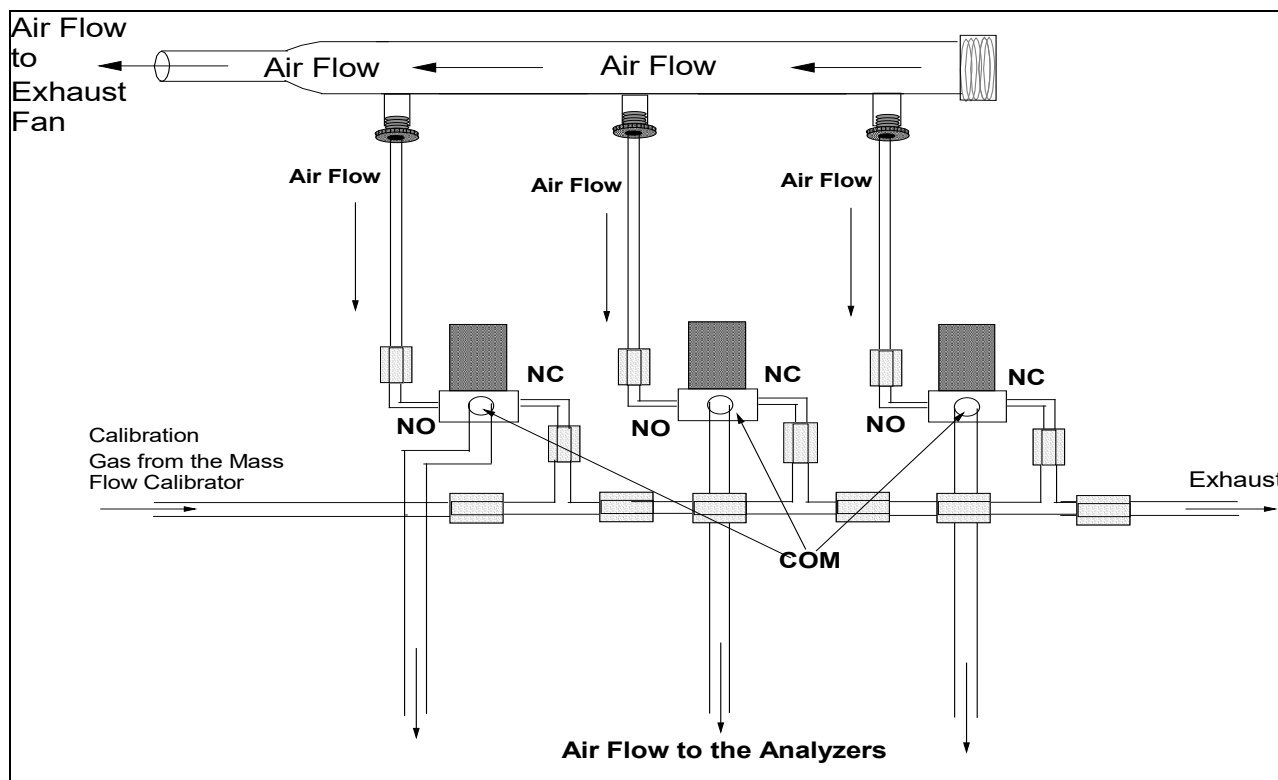 Air Flow
to
Exhaust
Fan
Air Flow
Air Flow
Air Flow
Air Flow
Air Flow
NC
NC
NC
NO
NO
NO
Calibration
Gas from the Mass
Flow Calibrator
Exhaust
COM
Air Flow to the Analyzers